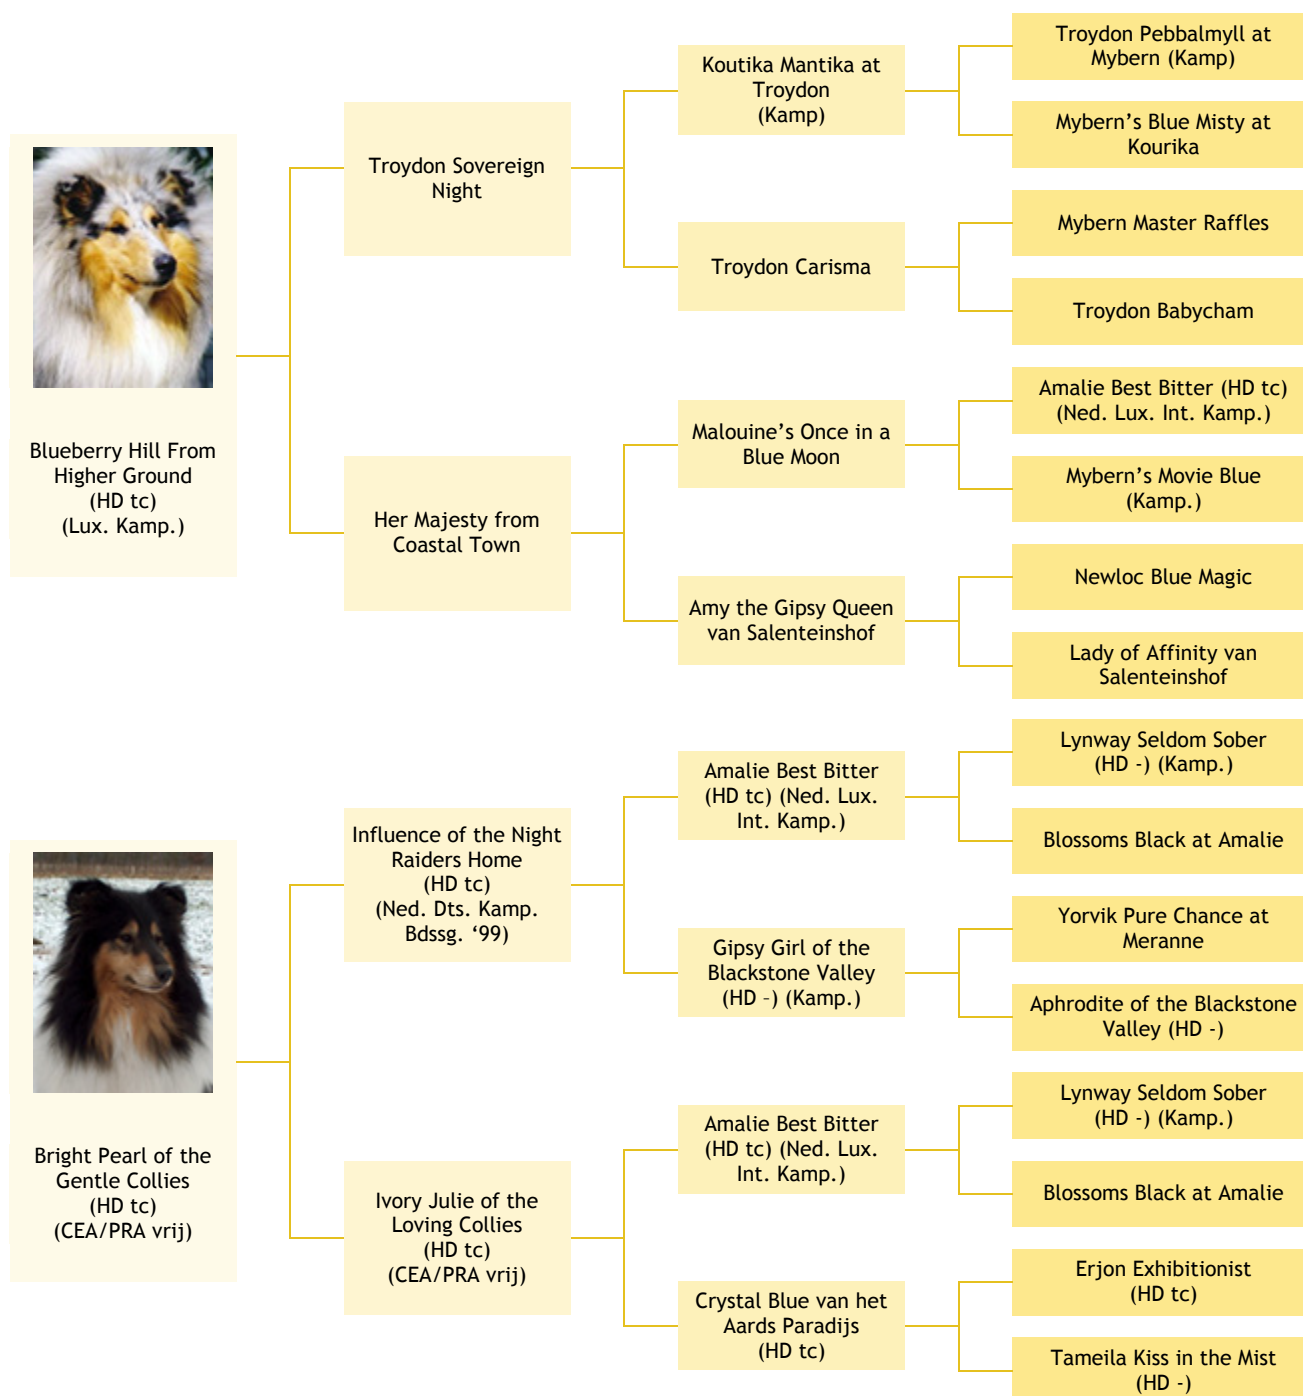 Blueberry Hill From
Higher Ground
(HD tc)
(Lux. Kamp.)
Troydon Sovereign
Night
Koutika Mantika at
Troydon
(Kamp)
Troydon Pebbalmyll at
Mybern (Kamp)
Mybern’s Blue Misty at
Kourika
Troydon Carisma
Mybern Master Raffles
Troydon Babycham
Her Majesty from
Coastal Town
Malouine’s Once in a
Blue Moon
Amalie Best Bitter (HD tc)
(Ned. Lux. Int. Kamp.)
Mybern’s Movie Blue
(Kamp.)
Amy the Gipsy Queen
van Salenteinshof
Newloc Blue Magic
Lady of Affinity van
Salenteinshof
Bright Pearl of the
Gentle Collies
(HD tc)
(CEA/PRA vrij)
Influence of the Night
Raiders Home
(HD tc)
(Ned. Dts. Kamp.
Bdssg. ‘99)
Amalie Best Bitter
(HD tc) (Ned. Lux.
Int. Kamp.)
Lynway Seldom Sober
(HD -) (Kamp.)
Blossoms Black at Amalie
Gipsy Girl of the
Blackstone Valley
(HD –) (Kamp.)
Yorvik Pure Chance at
Meranne
Aphrodite of the Blackstone
Valley (HD -)
Ivory Julie of the
Loving Collies
(HD tc)
(CEA/PRA vrij)
Amalie Best Bitter
(HD tc) (Ned. Lux.
Int. Kamp.)
Lynway Seldom Sober
(HD -) (Kamp.)
Blossoms Black at Amalie
Crystal Blue van het
Aards Paradijs
(HD tc)
Erjon Exhibitionist
(HD tc)
Tameila Kiss in the Mist
(HD -)